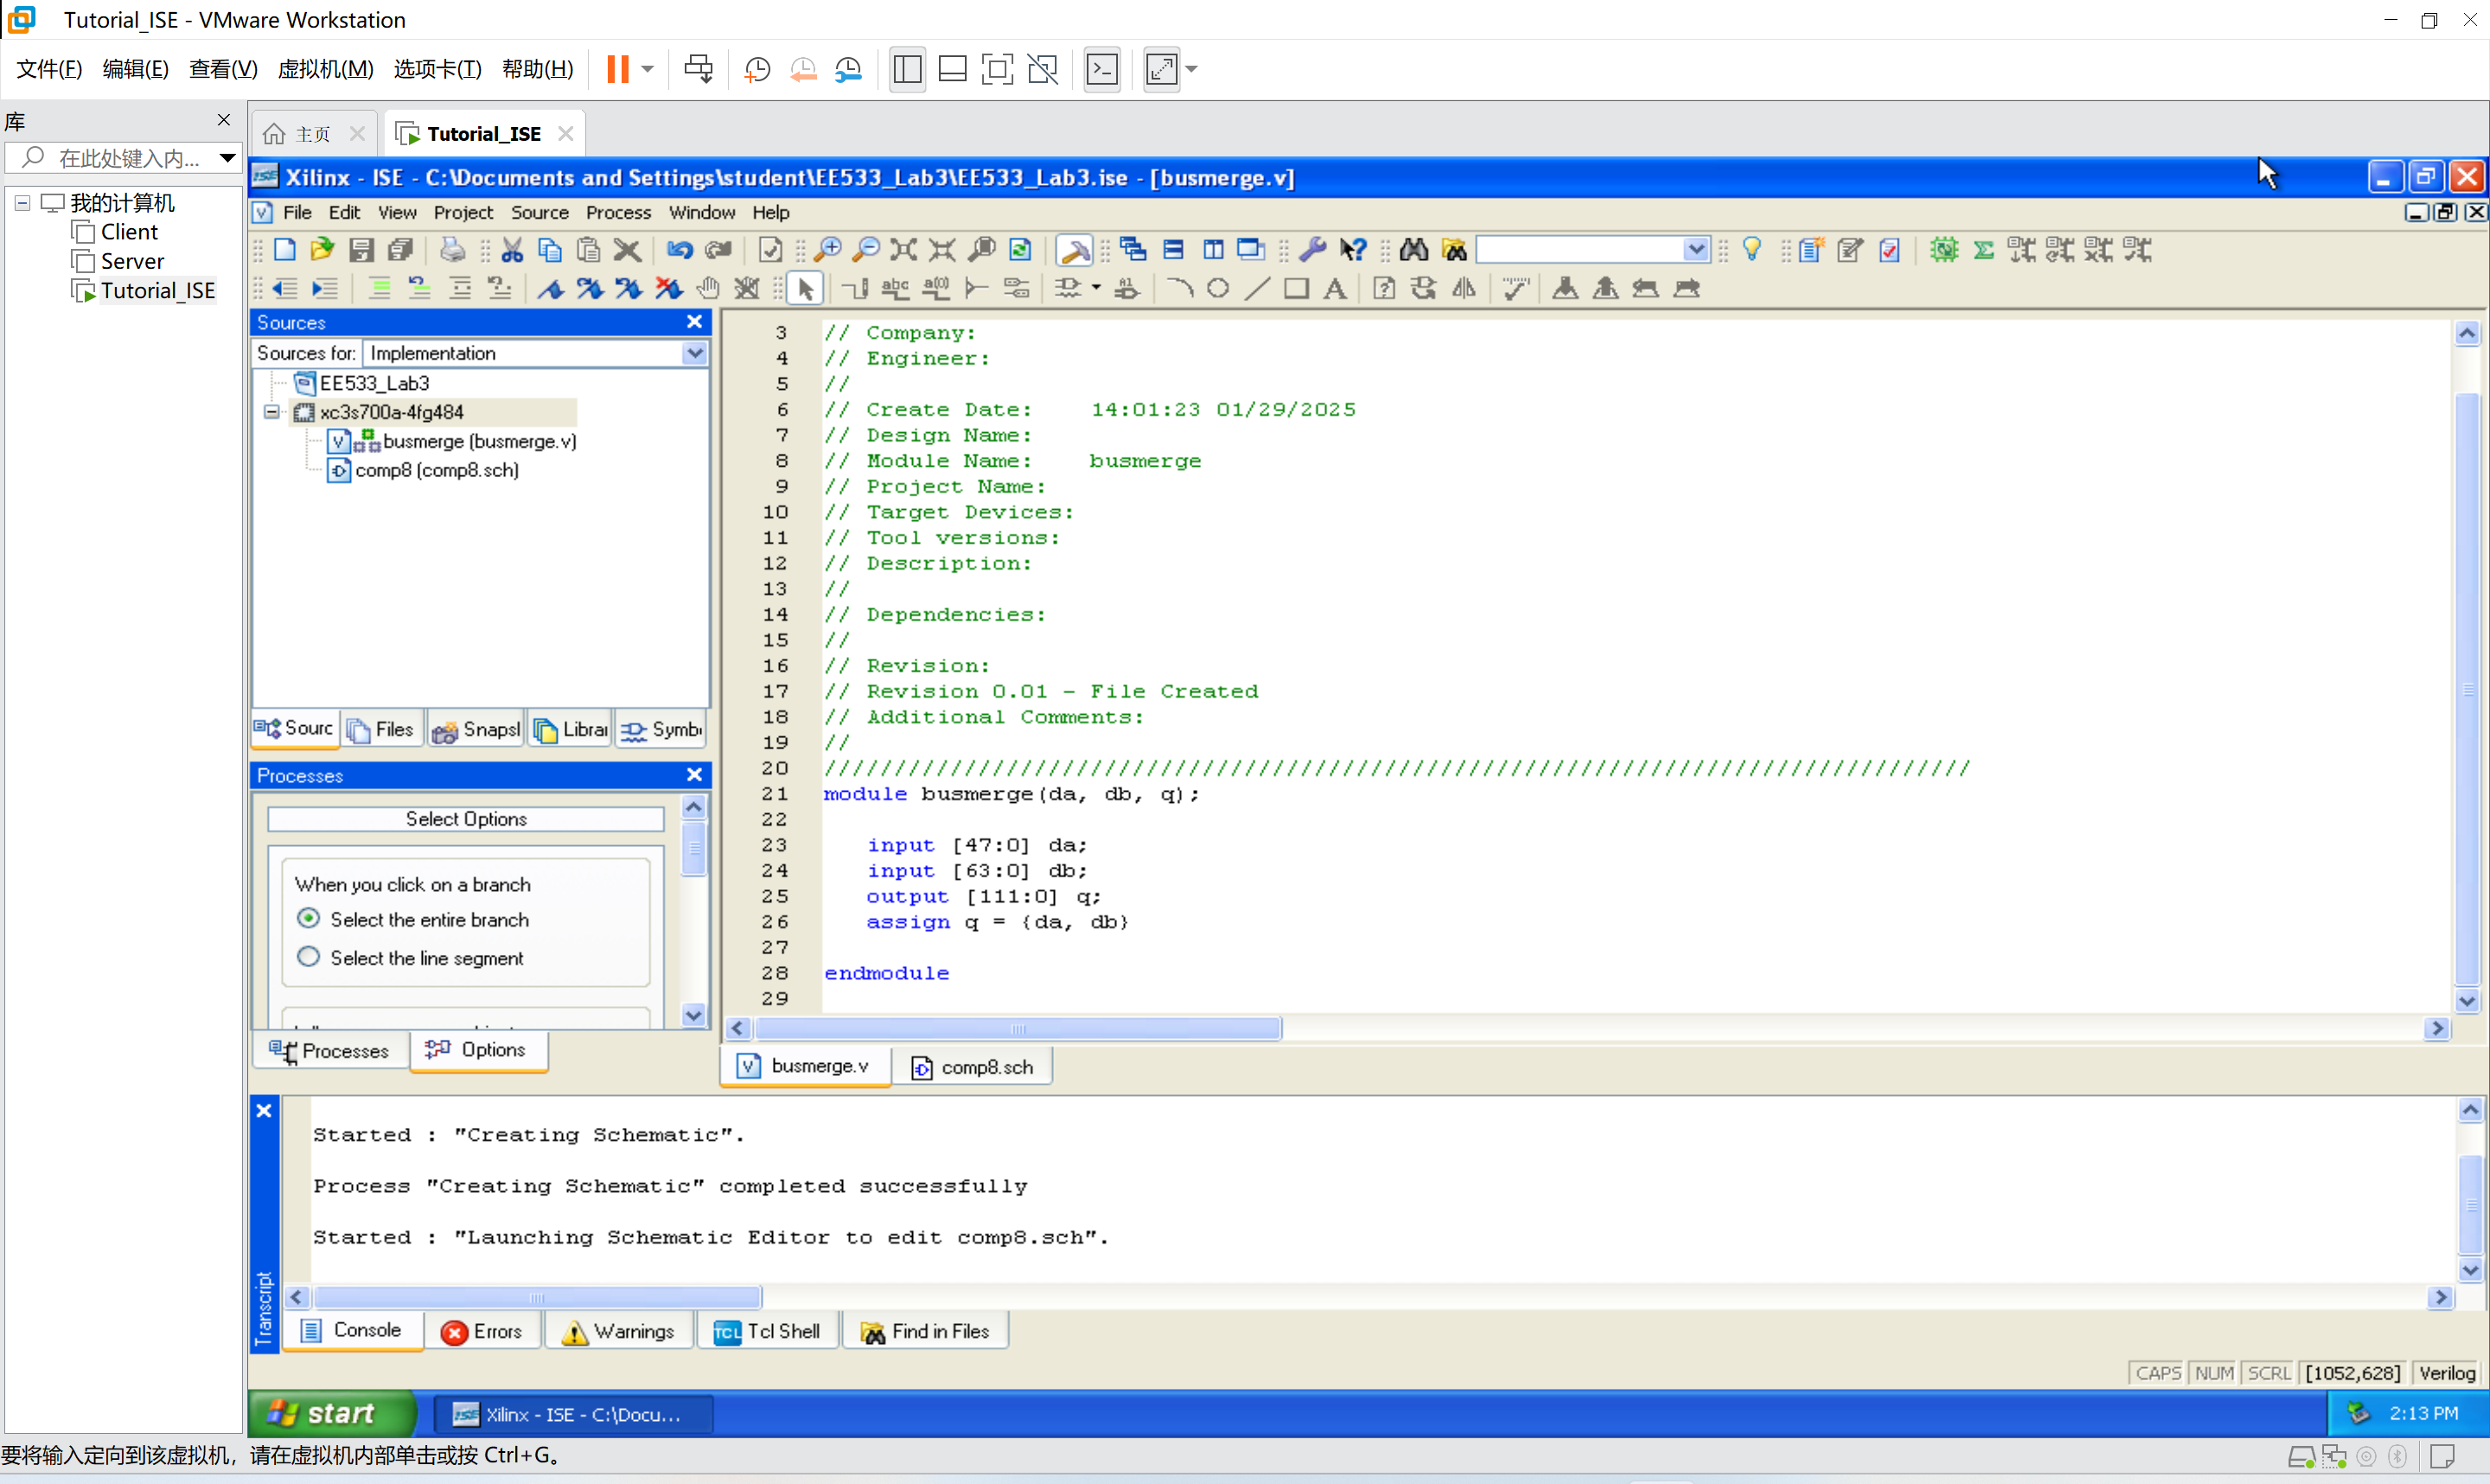 Tutorial_ISE - VMware Workstation
文件(F) 编辑(E) 查看(V) 虚拟机(M) 选项卡(T) 帮助(H)
库
在此处键入内...
我的计算机
Client
Server
Tutorial_ISE
主页
Tutorial_ISE
Xilinx - ISE - C:\Documents and Settings\student\EE533_Lab3\EE533_Lab3.ise - [busmerge.v]
File Edit View Project Source Process Window Help
Sources
Sources for: Implementation
EE533_Lab3
xc3s700a-4fg484
busmerge (busmerge.v)
comp8 (comp8.sch)
Sourc Files Snapsl Librai Symb
Processes
Select Options
When you click on a branch
Select the entire branch
Select the line segment
Processes Options
3 // Company:
4 // Engineer:
5 //
6 // Create Date: 14:01:23 01/29/2025
7 // Design Name:
8 // Module Name: busmerge
9 // Project Name:
10 // Target Devices:
11 // Tool versions:
12 // Description:
13 //
14 // Dependencies:
15 //
16 // Revision:
17 // Revision 0.01 - File Created
18 // Additional Comments:
19 //
20 //////////////////////////////////////////////////////////////////////////////////
21 module busmerge(da, db, q);
22
23 input [47:0] da;
24 input [63:0] db;
25 output [111:0] q;
26 assign q = {da, db}
27
28 endmodule
29
busmerge.v comp8.sch
Transcript
Started : "Creating Schematic".
Process "Creating Schematic" completed successfully
Started : "Launching Schematic Editor to edit comp8.sch".
Console Errors Warnings Tcl Shell Find in Files
CAPS NUM SCRL [1052,628] Verilog
start Xilinx - ISE - C:\Docu... 2:13 PM
要将输入定向到该虚拟机，请在虚拟机内部单击或按 Ctrl+G。